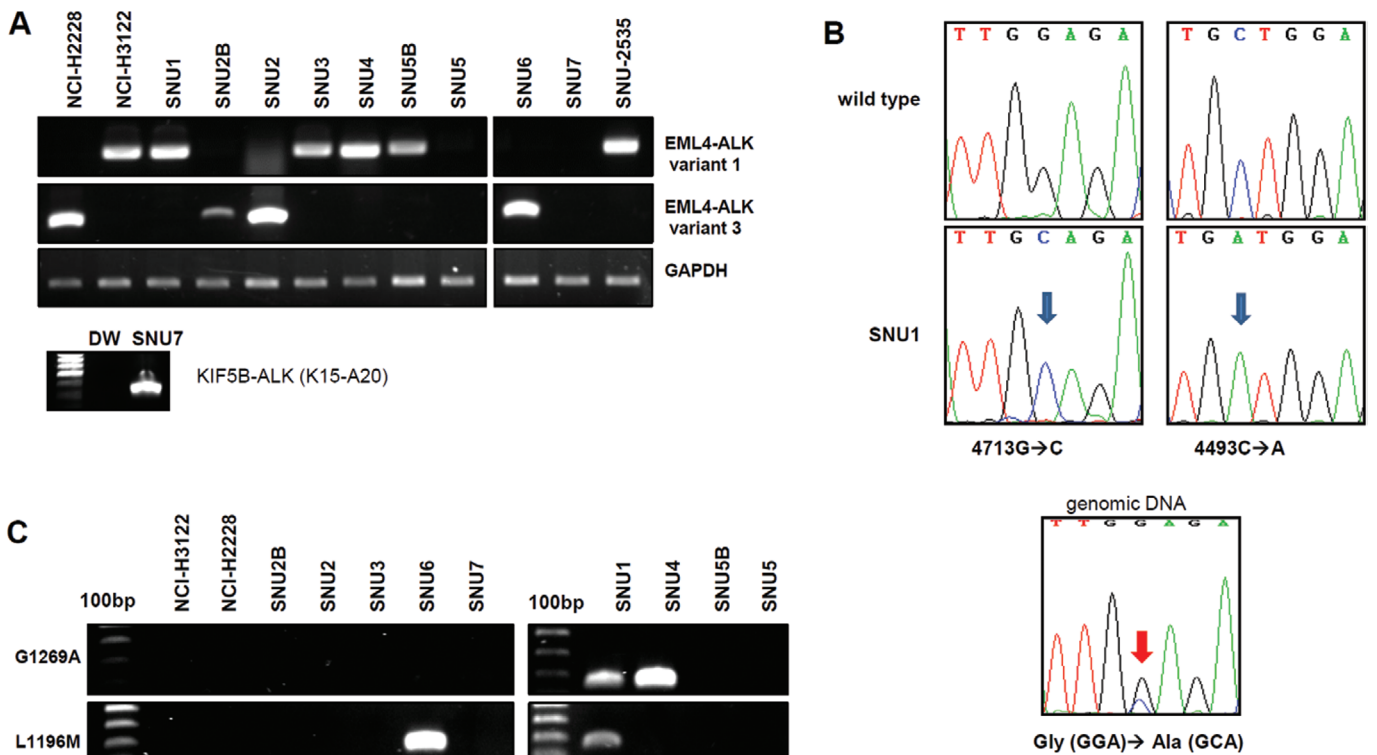 A
NCI-H2228 NCI-H3122 SNU1 SNU2B SNU2 SNU3 SNU4 SNU5B SNU5 SNU6 SNU7 SNU-2535
EML4-ALK
variant 1
EML4-ALK
variant 3
GAPDH
DW SNU7
KIF5B-ALK (K15-A20)
B
T T G G A G A T G C T G G A
wild type
T T G C A G A T G A T G G A
SNU1
4713G→C 4493C→A
genomic DNA
T T G G A G A
Gly (GGA)→ Ala (GCA)
C
100bp NCI-H3122 NCI-H2228 SNU2B SNU2 SNU3 SNU6 SNU7 100bp SNU1 SNU4 SNU5B SNU5
G1269A
L1196M